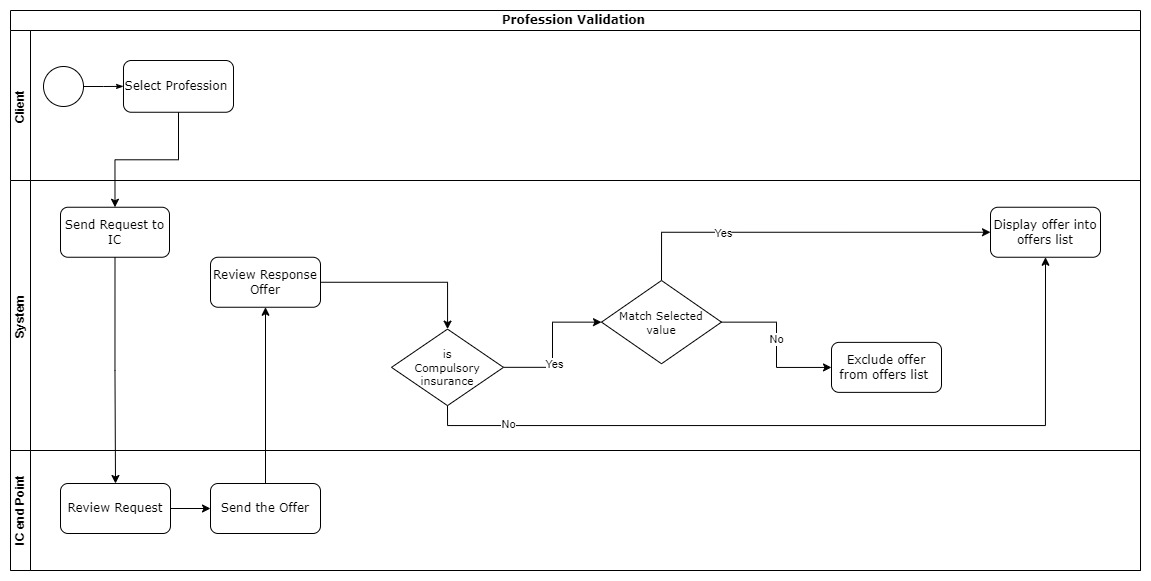 Profession Validation
Client
Select Profession
System
Send Request to
IC
Review Response
Offer
is
Compulsory
insurance
Yes
Match Selected
value
Yes
No
Display offer into
offers list
Exclude offer
from offers list
No
IC end Point
Review Request
Send the Offer